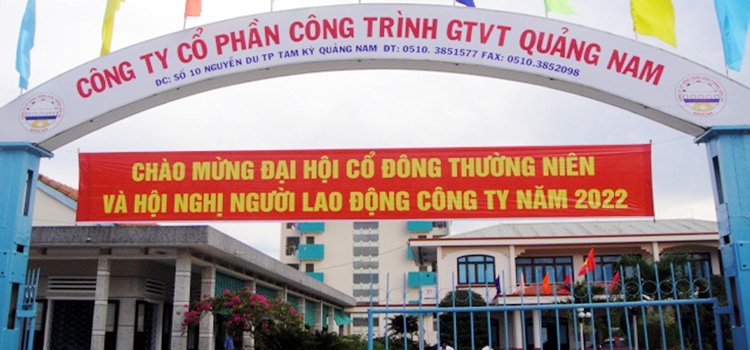 CÔNG TY CỔ PHẦN CÔNG TRÌNH GTVT QUẢNG NAM
ĐC: SỐ 10 NGUYỄN DU TP TAM KỲ QUẢNG NAM ĐT: 0510. 3851577 FAX: 0510.3852098
CHÀO MỪNG ĐẠI HỘI CỔ ĐÔNG THƯỜNG NIÊN
VÀ HỘI NGHỊ NGƯỜI LAO ĐỘNG CÔNG TY NĂM 2022